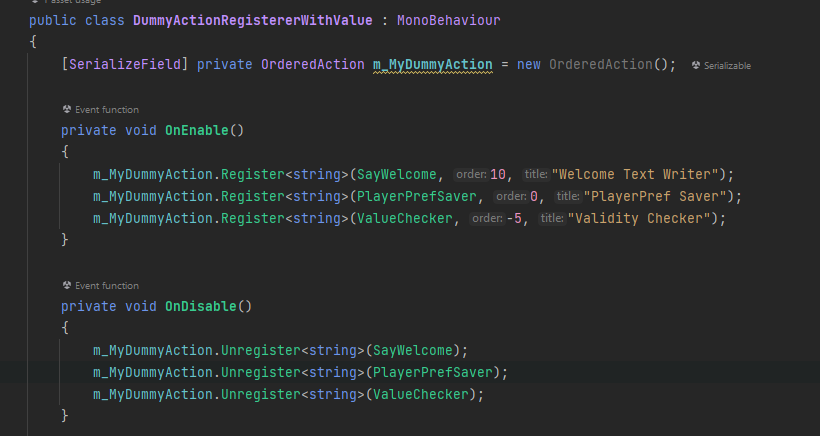 1 asset usage
public class DummyActionRegistererWithValue : MonoBehaviour
{
[SerializeField] private OrderedAction m_MyDummyAction = new OrderedAction(); Serializable
Event function
private void OnEnable()
{
m_MyDummyAction.Register<string>(SayWelcome, order: 10, title: "Welcome Text Writer");
m_MyDummyAction.Register<string>(PlayerPrefSaver, order: 0, title: "PlayerPref Saver");
m_MyDummyAction.Register<string>(ValueChecker, order: -5, title: "Validity Checker");
}
Event function
private void OnDisable()
{
m_MyDummyAction.Unregister<string>(SayWelcome);
m_MyDummyAction.Unregister<string>(PlayerPrefSaver);
m_MyDummyAction.Unregister<string>(ValueChecker);
}